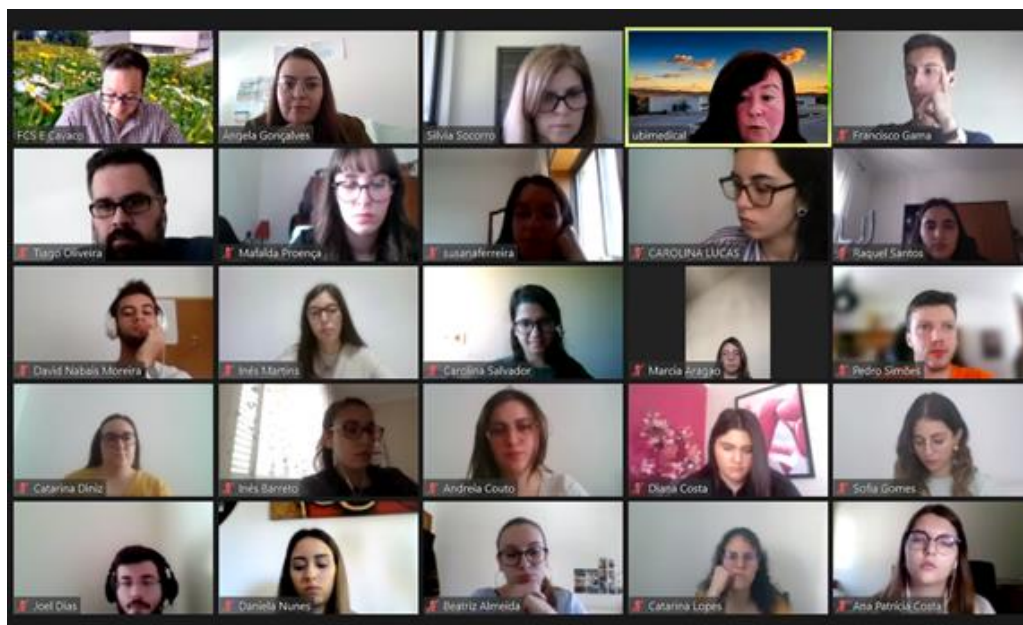 FCS E Cavaco
Ângela Gonçalves
Sílvia Socorro
ubimedical
Francisco Gama
Tiago Oliveira
Mafalda Proença
susanaferreira
CAROLINA LUCAS
Raquel Santos
David Nabais Moreira
Inês Martins
Carolina Salvador
Marcia Aragao
Pedro Simões
Catarina Diniz
Inês Barreto
Andreia Couto
Diana Costa
Sofia Gomes
Joel Dias
Daniela Nunes
Beatriz Almeida
Catarina Lopes
Ana Patrícia Costa